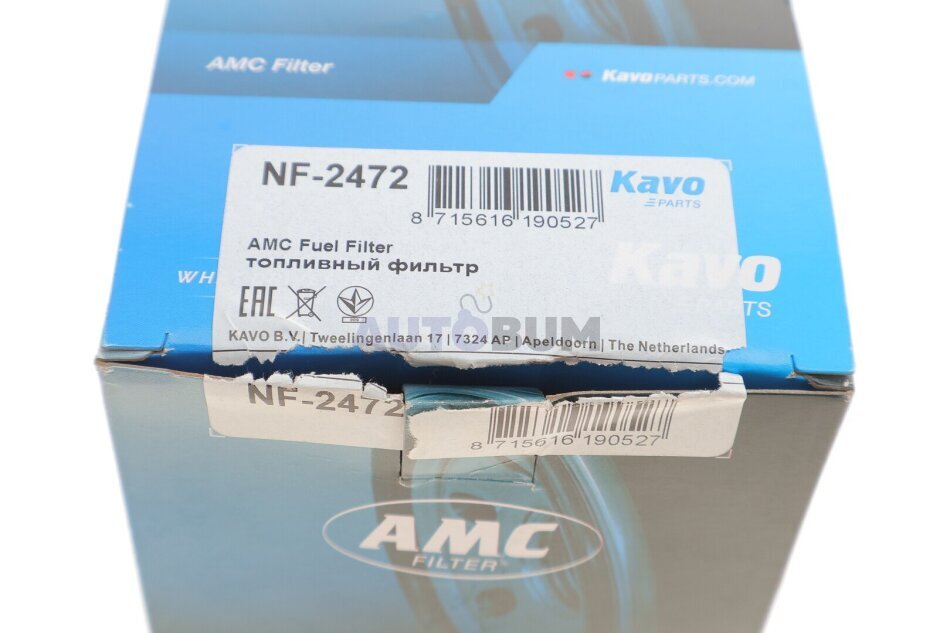 AMC Filter
KavoPARTS.COM
NF-2472
8 715616 190527
Kavo
PARTS
AMC Fuel Filter
топливный фильтр
Kavo
WH
EAC
AUTOBUM
KAVO B.V. | Tweelingenlaan 17 | 7324 AP | Apeldoorn | The Netherlands
NF-2472
8 715616 190527
AMC
FILTER